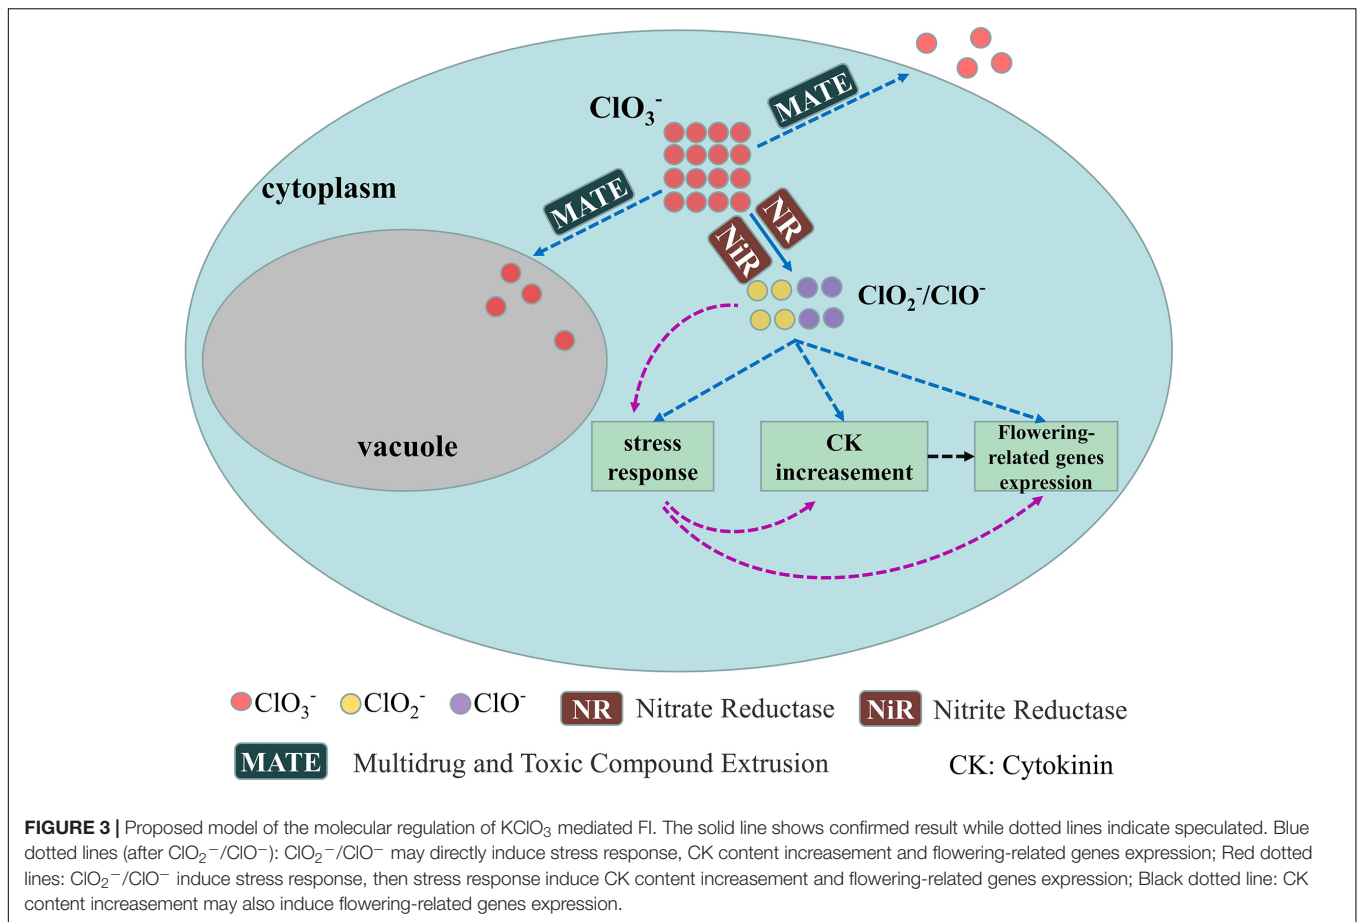 ClO₃⁻
MATE
cytoplasm
MATE
NR
NiR
ClO₂⁻/ClO⁻
vacuole
stress
response
CK
increasement
Flowering-
related genes
expression
ClO₃⁻ ClO₂⁻ ClO⁻ NR Nitrate Reductase NiR Nitrite Reductase
MATE Multidrug and Toxic Compound Extrusion CK: Cytokinin
FIGURE 3 | Proposed model of the molecular regulation of KClO₃ mediated FI. The solid line shows confirmed result while dotted lines indicate speculated. Blue
dotted lines (after ClO₂⁻/ClO⁻): ClO₂⁻/ClO⁻ may directly induce stress response, CK content increasement and flowering-related genes expression; Red dotted
lines: ClO₂⁻/ClO⁻ induce stress response, then stress response induce CK content increasement and flowering-related genes expression; Black dotted line: CK
content increasement may also induce flowering-related genes expression.